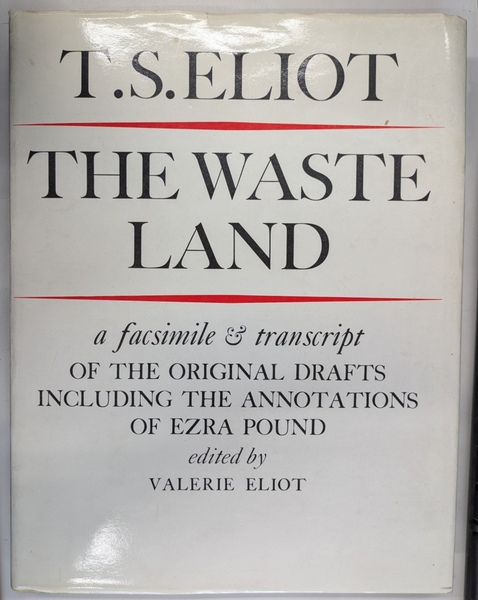 T.S.ELIOT
THE WASTE
LAND
a facsimile & transcript
OF THE ORIGINAL DRAFTS
INCLUDING THE ANNOTATIONS
OF EZRA POUND
edited by
VALERIE ELIOT